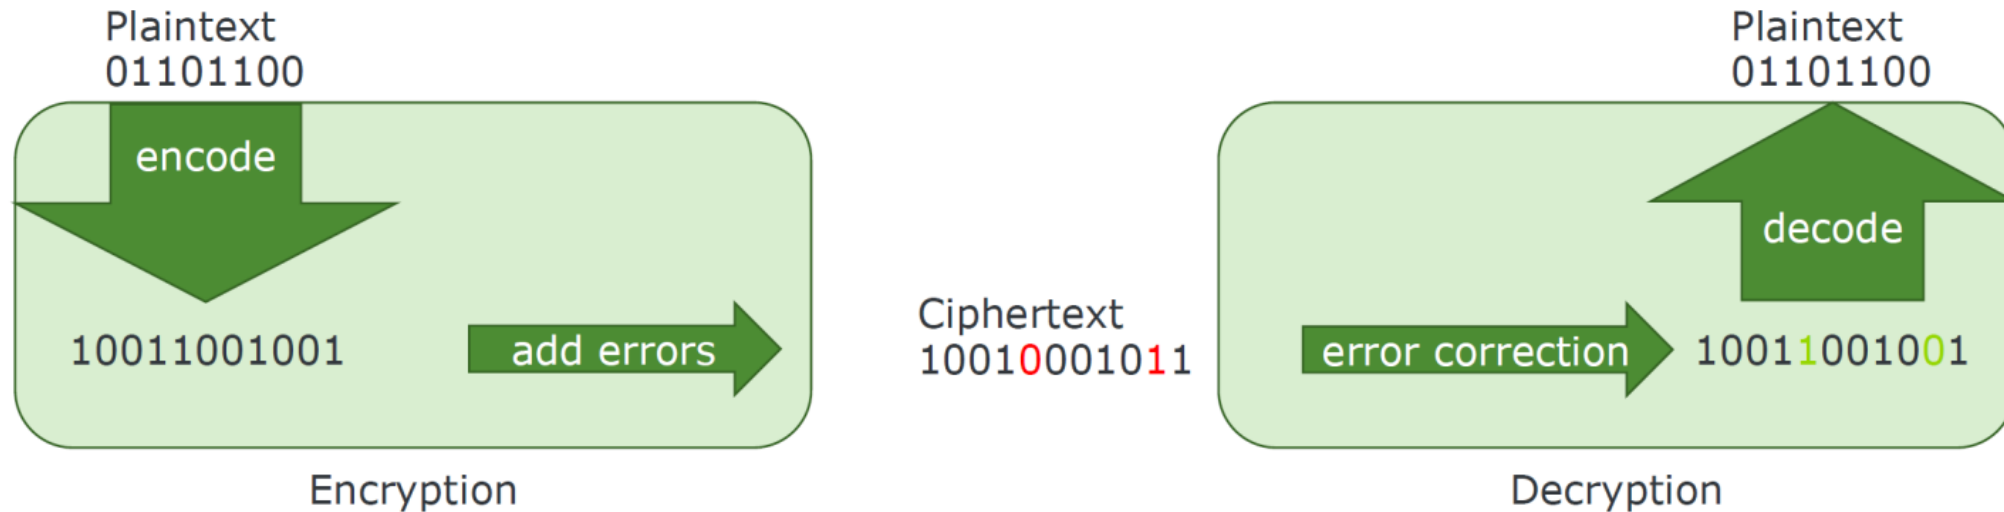 Plaintext
01101100
encode
10011001001
add errors
Encryption
Ciphertext
10010001011
Plaintext
01101100
decode
error correction
10011001001
Decryption